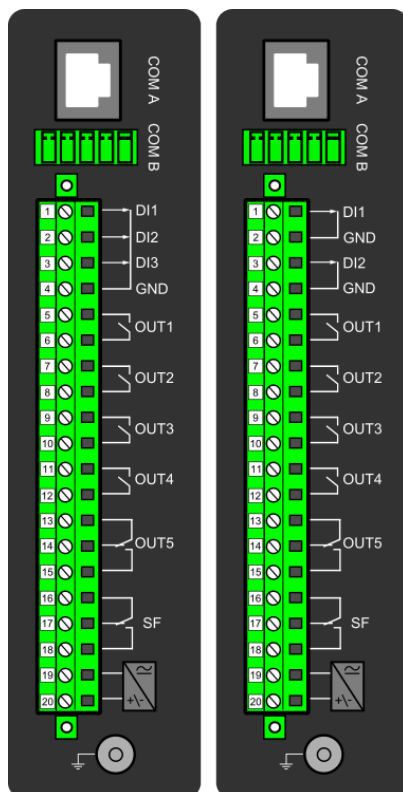 COM A
COM B
1 DI1
2 DI2
3 DI3
4 GND
5
OUT1
6
7
OUT2
8
9
OUT3
10
11
OUT4
12
13
14 OUT5
15
16
17 SF
18
19
20 +/-
COM A
COM B
1 DI1
2 GND
3 DI2
4 GND
5
OUT1
6
7
OUT2
8
9
OUT3
10
11
OUT4
12
13
14 OUT5
15
16
17 SF
18
19
20 +/-